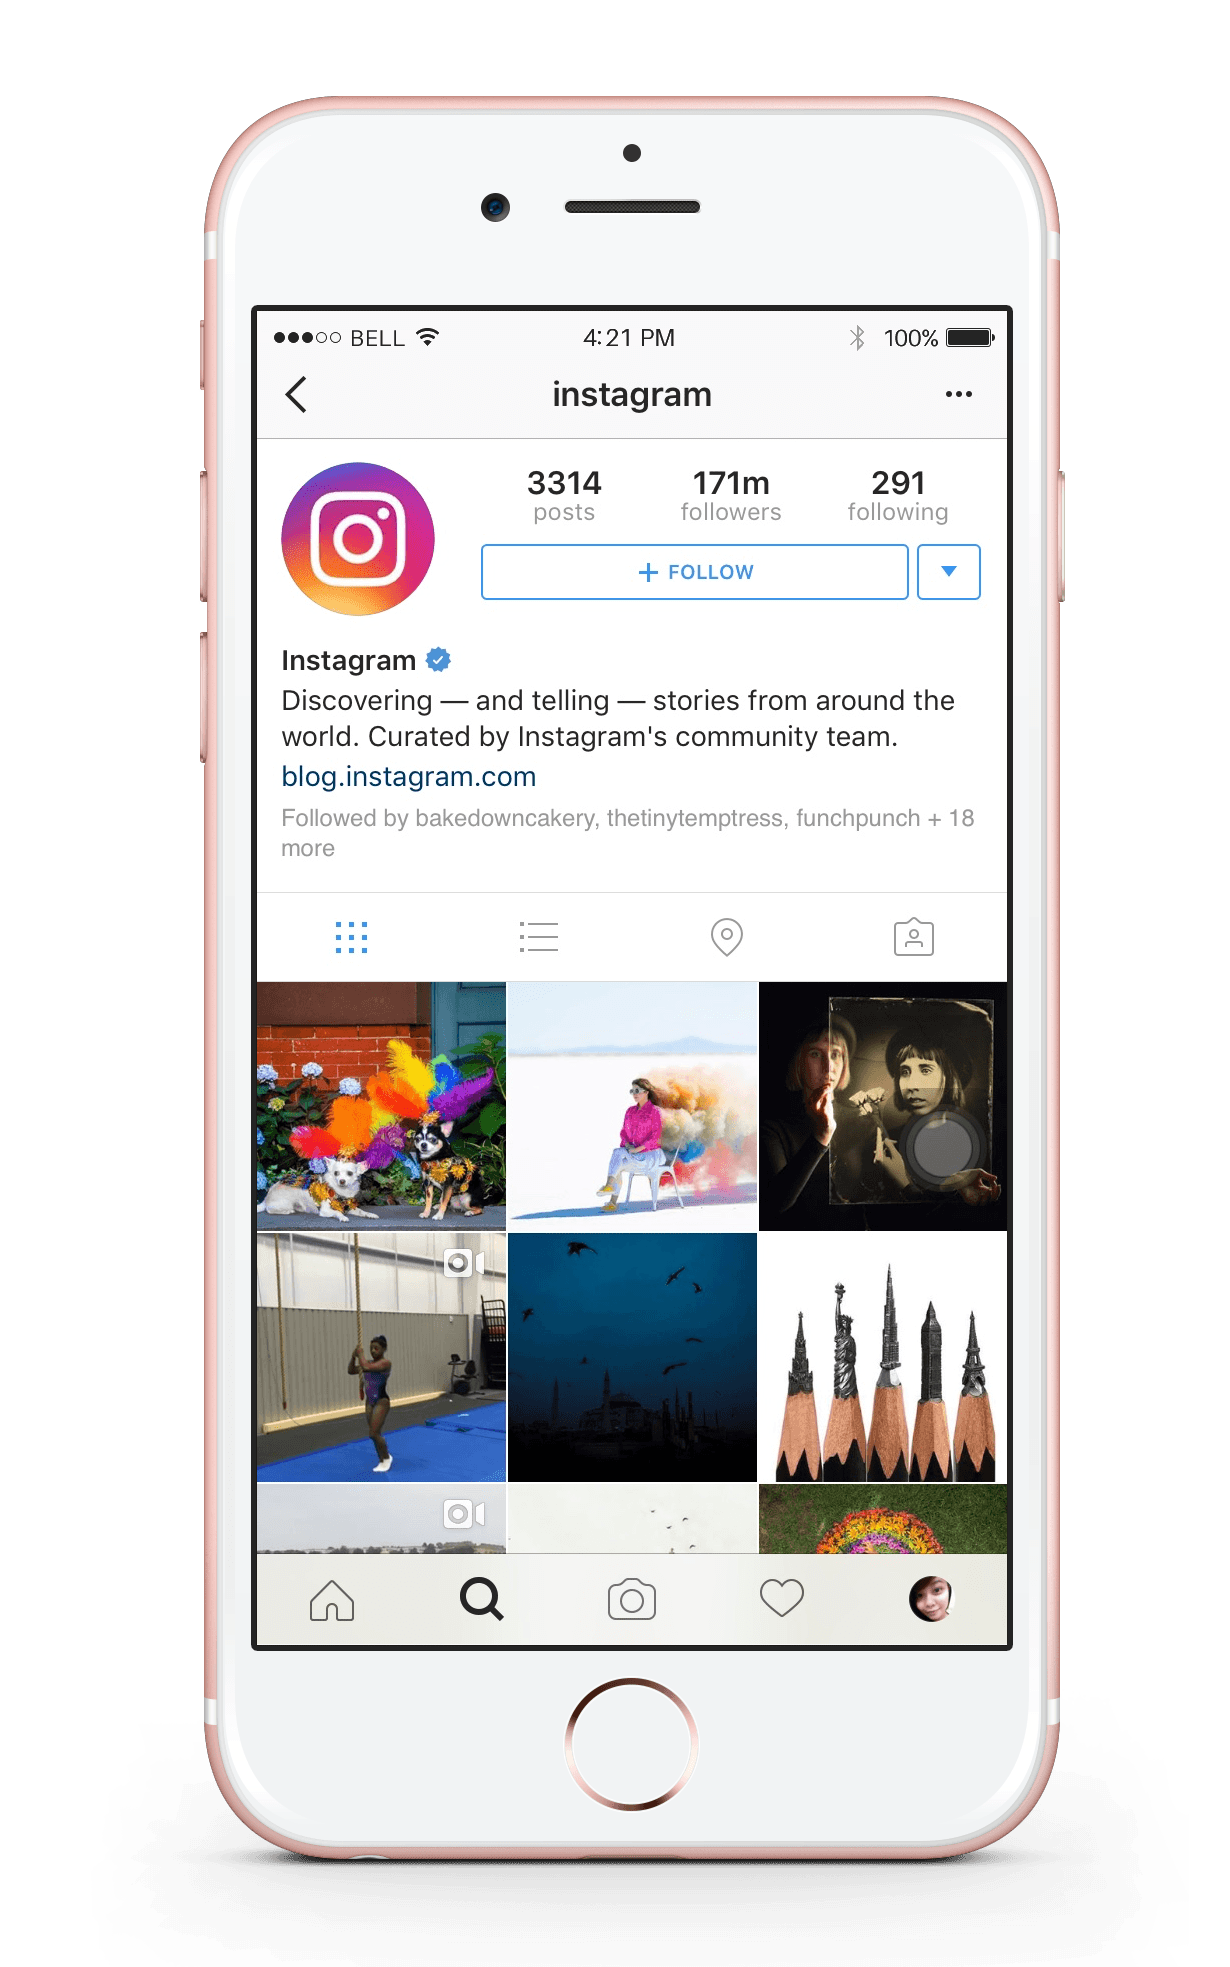 BELL 4:21 PM 100%
instagram
3314 171m 291
posts followers following
+ FOLLOW
Instagram
Discovering — and telling — stories from around the
world. Curated by Instagram's community team.
blog.instagram.com
Followed by bakedowncakery, thetinytemptress, funchpunch + 18
more